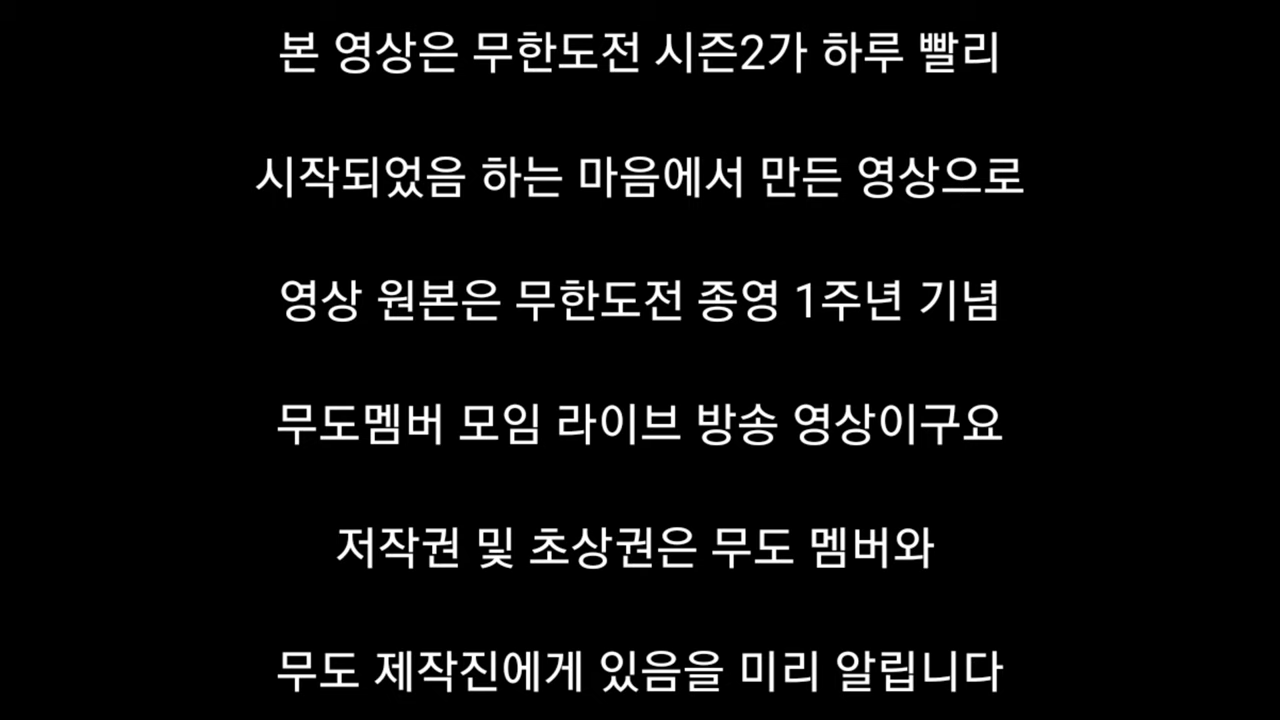 본 영상은 무한도전 시즌2가 하루 빨리
시작되었음 하는 마음에서 만든 영상으로
영상 원본은 무한도전 종영 1주년 기념
무도멤버 모임 라이브 방송 영상이구요
저작권 및 초상권은 무도 멤버와
무도 제작진에게 있음을 미리 알립니다